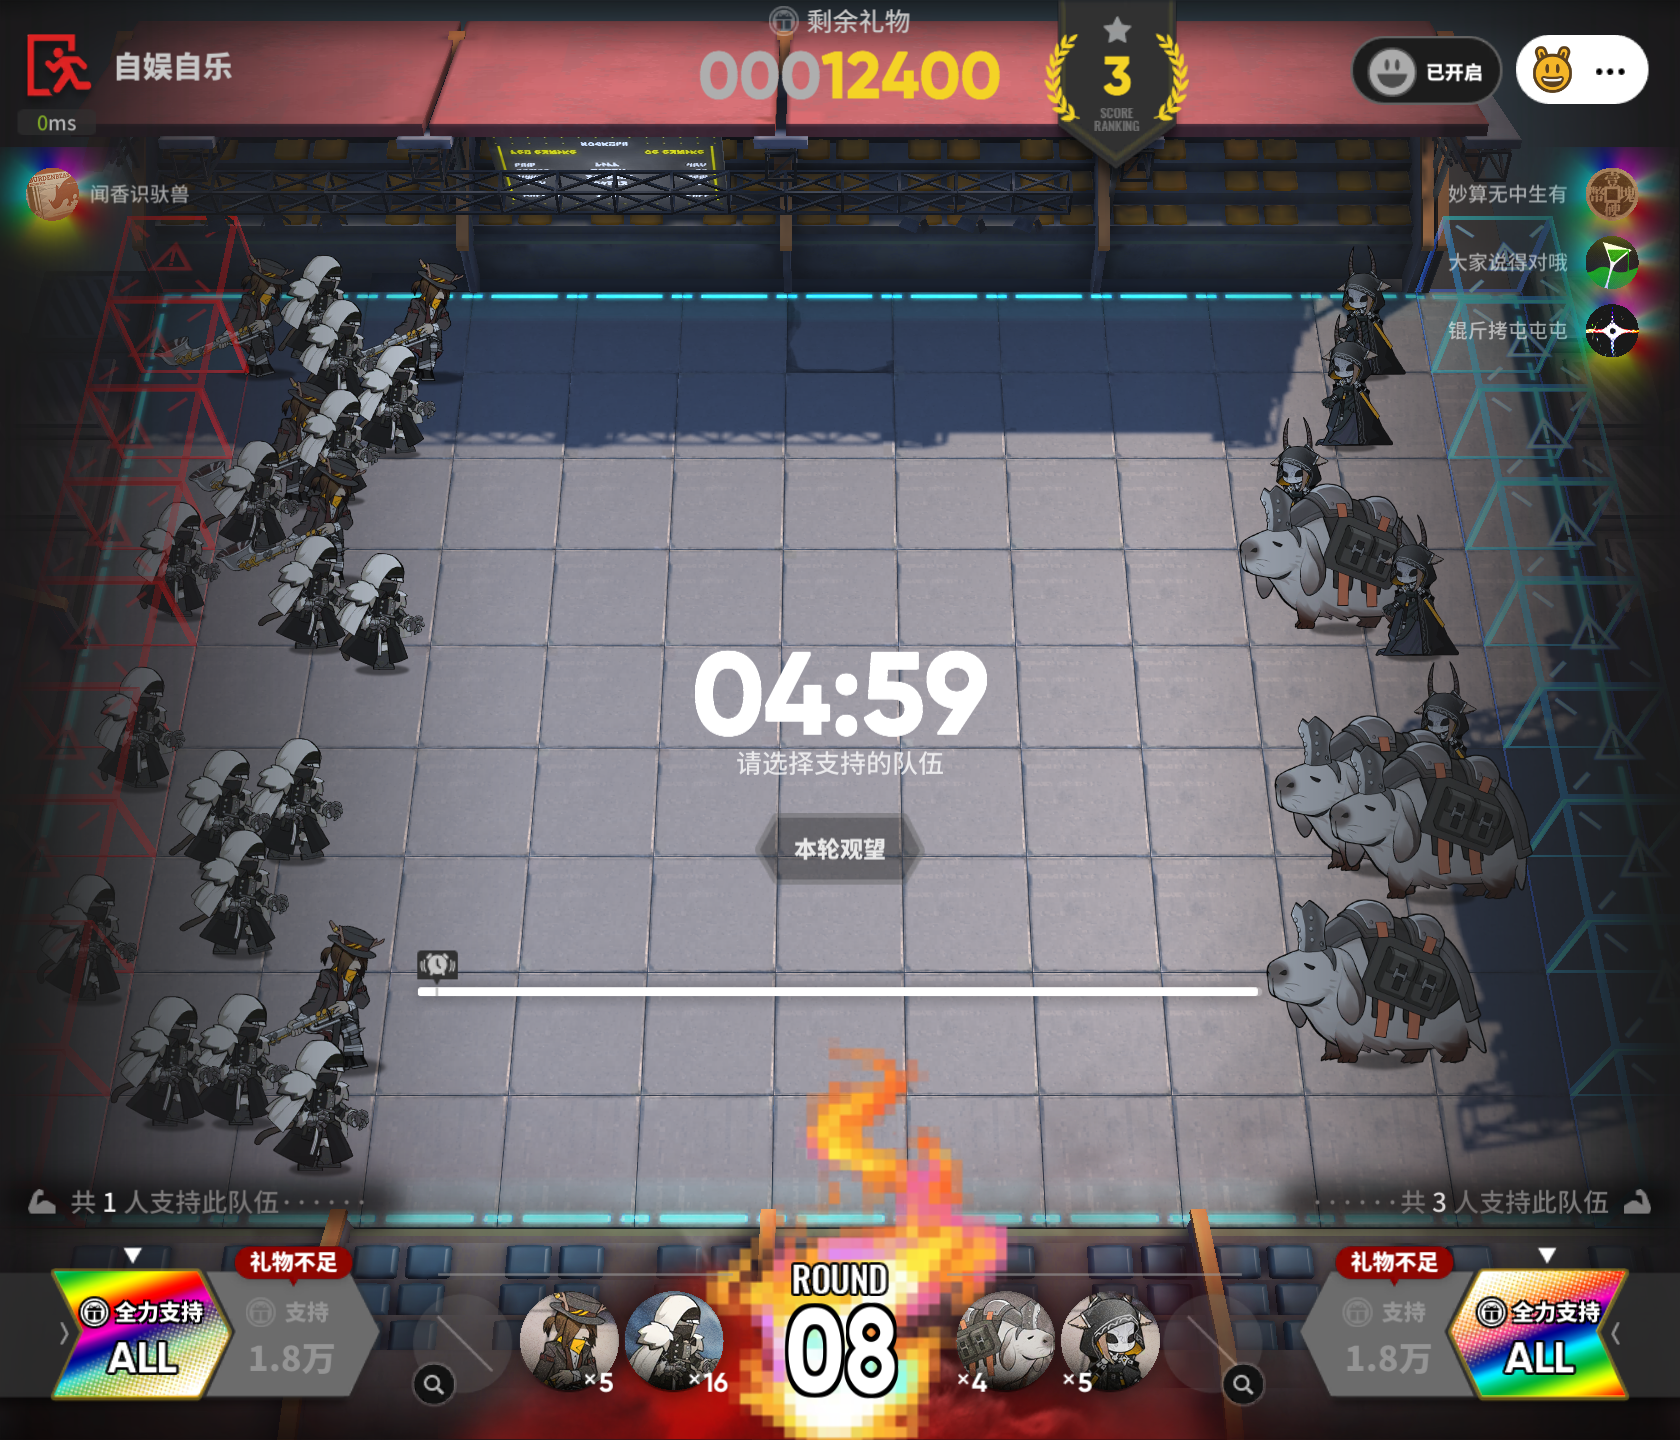 剩余礼物
00012400
自娱自乐
0ms
3
SCORE
RANKING
已开启
闻香识驮兽
妙算无中生有
大家说得对哦
锟斤拷屯屯屯
04:59
请选择支持的队伍
本轮观望
共 1 人支持此队伍······
······共 3 人支持此队伍
礼物不足
礼物不足
全力支持
ALL
支持
1.8万
×5
×16
ROUND
08
×4
×5
支持
1.8万
全力支持
ALL